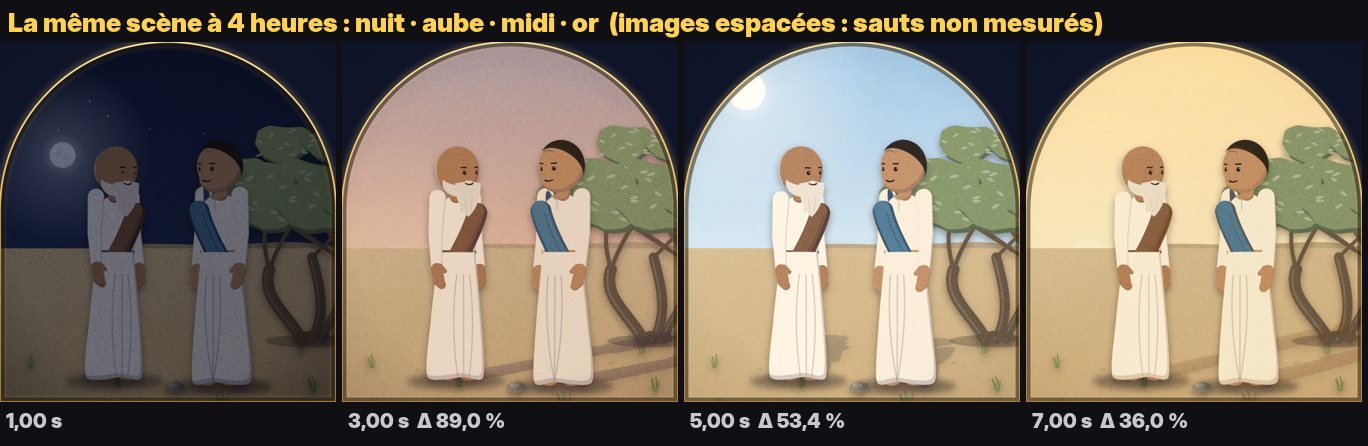 La même scène à 4 heures : nuit · aube · midi · or (images espacées : sauts non mesurés)
1,00 s
3,00 s Δ 89,0 %
5,00 s Δ 53,4 %
7,00 s Δ 36,0 %